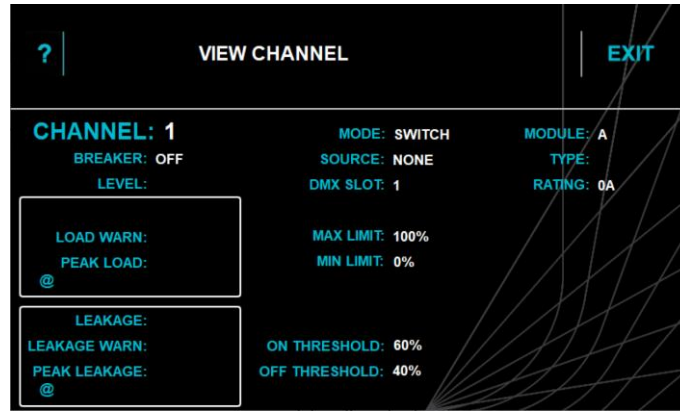 ? VIEW CHANNEL EXIT
CHANNEL: 1 MODE: SWITCH MODULE: A
BREAKER: OFF SOURCE: NONE TYPE:
LEVEL: DMX SLOT: 1 RATING: 0A
LOAD WARN: MAX LIMIT: 100%
PEAK LOAD: MIN LIMIT: 0%
@
LEAKAGE:
LEAKAGE WARN: ON THRESHOLD: 60%
PEAK LEAKAGE: OFF THRESHOLD: 40%
@